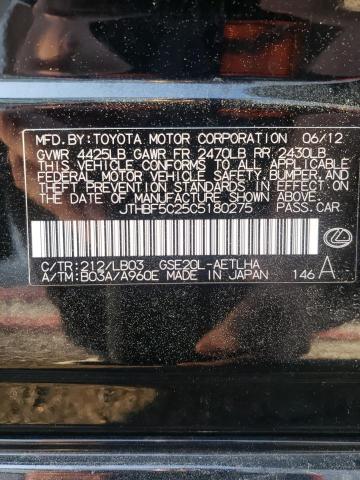 MFD.BY:TOYOTA MOTOR CORPORATION 06/12
GVWR 4425LB GAWR FR 2470LB RR 2430LB
THIS VEHICLE CONFORMS TO ALL APPLICABLE
FEDERAL MOTOR VEHICLE SAFETY,BUMPER,AND
THEFT PREVENTION STANDARDS IN EFFECT ON
THE DATE OF MANUFACTURE SHOWN ABOVE.
JTHBF5C25C5180275 PASS.CAR
C/TR:212/LB03 GSE20L-AFTLHA
A/TM:B03A/A960E MADE IN JAPAN 146 A